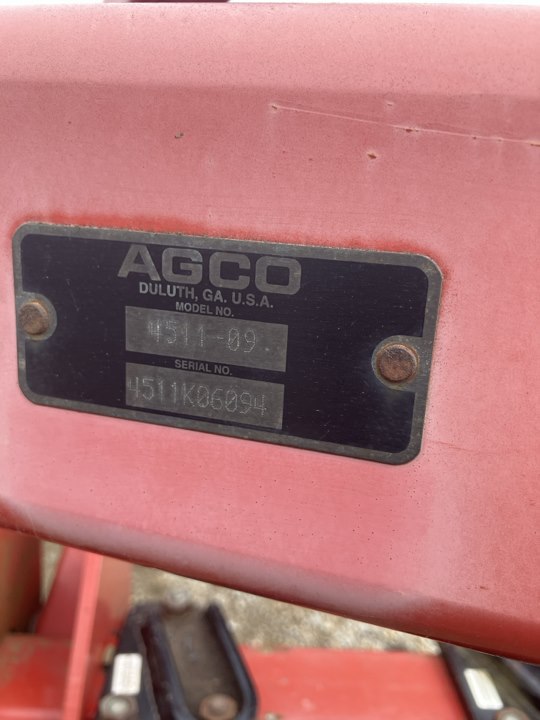 AGCO
DULUTH, GA. U.S.A.
MODEL NO.
4511-09
SERIAL NO.
4511K06094